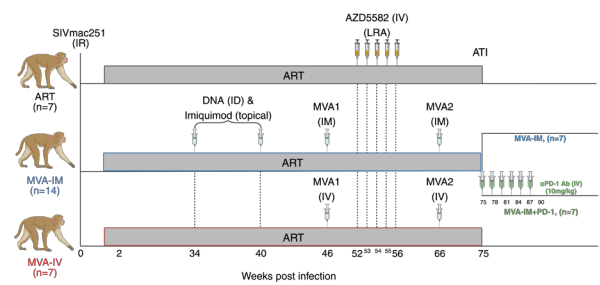 SIVmac251
(IR)
AZD5582 (IV)
(LRA)
ATI
ART
ART
(n=7)
DNA (ID) &
Imiquimod (topical)
MVA1
(IM)
MVA2
(IM)
MVA-IM, (n=7)
ART
MVA-IM
(n=14)
αPD-1 Ab (IV)
(10mg/kg)
75 78 81 84 87 90
MVA-IM+PD-1, (n=7)
MVA1
(IV)
MVA2
(IV)
ART
MVA-IV
(n=7)
0 2 34 40 46 52 53 54 55 56 66 75
Weeks post infection